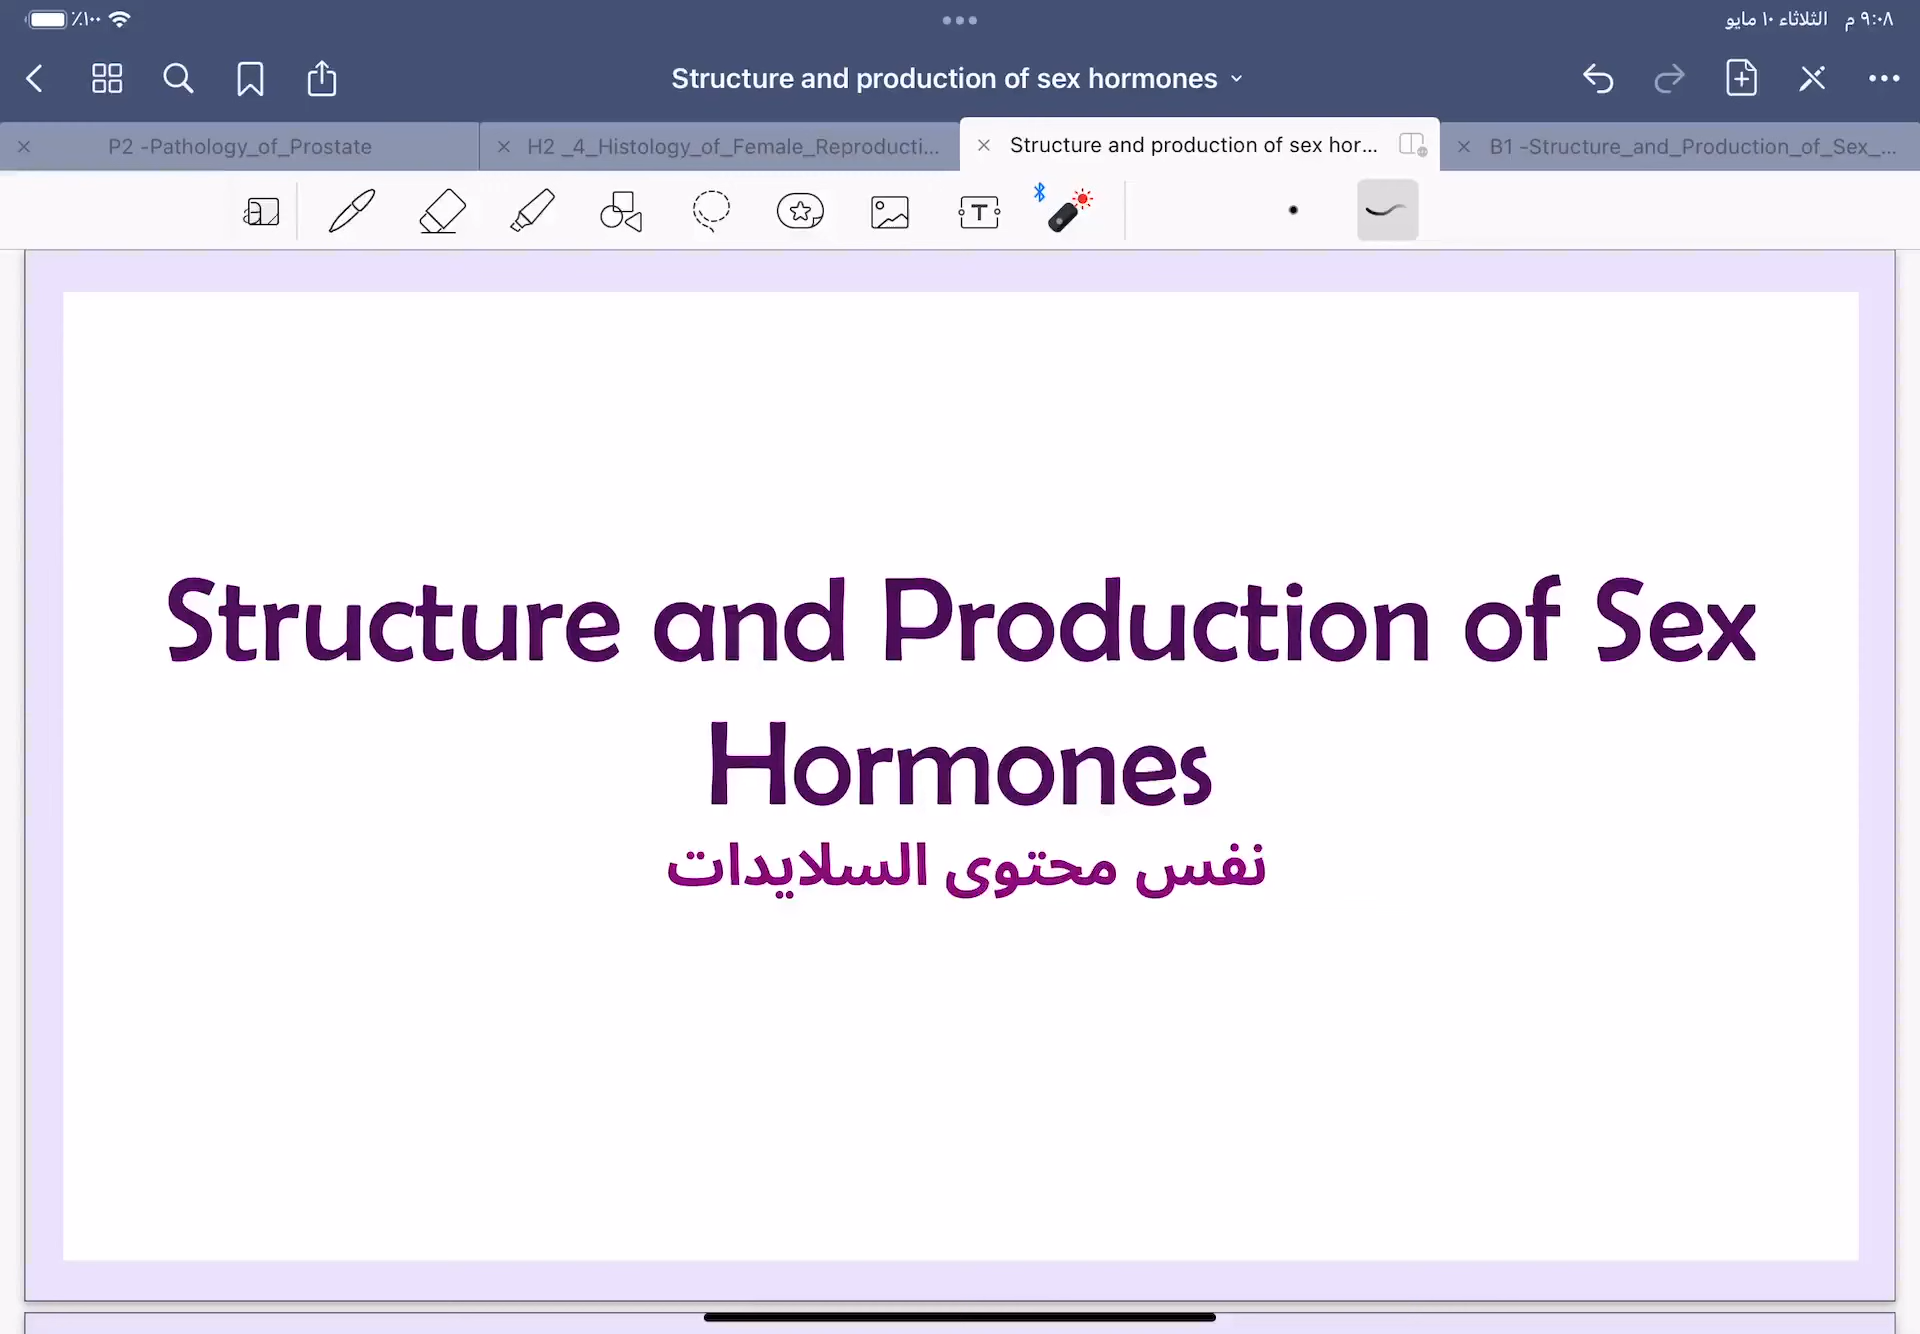 ٪١٠٠
٩:٠٨ م الثلاثاء ١٠ مايو
Structure and production of sex hormones
P2 -Pathology_of_Prostate
H2 _4_Histology_of_Female_Reproducti...
Structure and production of sex hor...
B1 -Structure_and_Production_of_Sex_...
Structure and Production of Sex
Hormones
نفس محتوى السلايدات